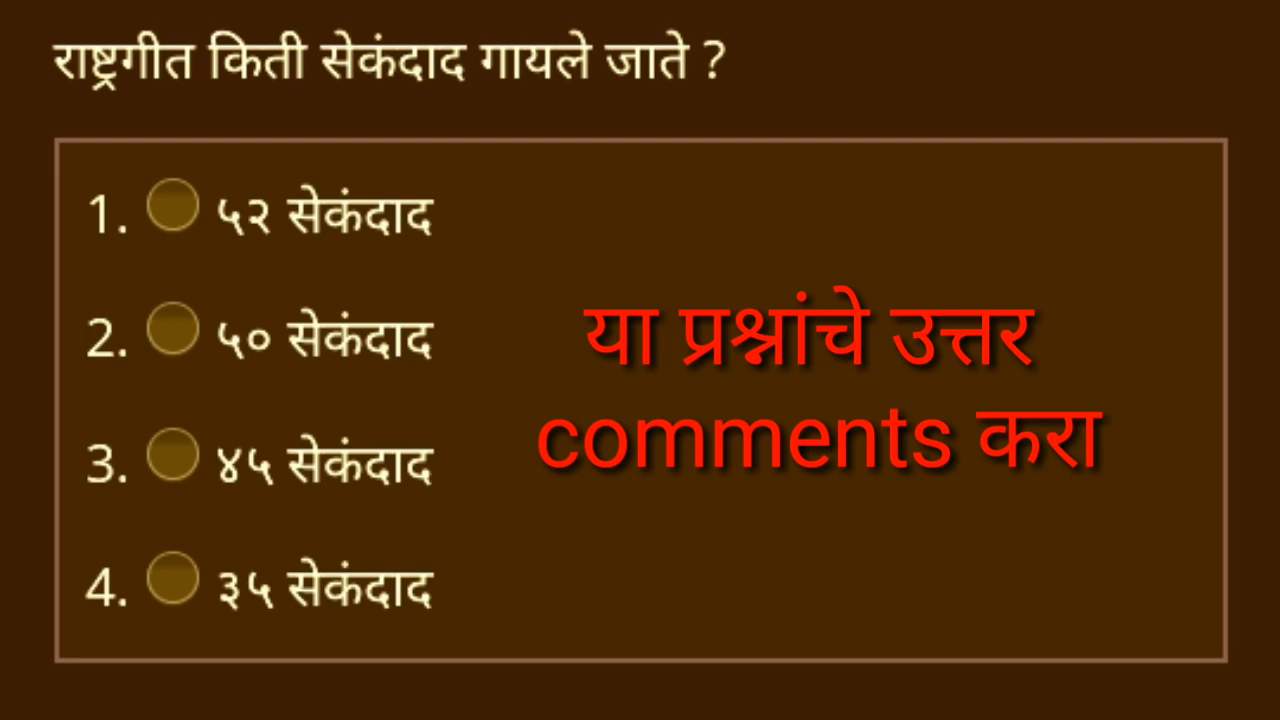 राष्ट्रगीत किती सेकंदाद गायले जाते ?
1. ५२ सेकंदाद
2. ५० सेकंदाद
3. ४५ सेकंदाद
4. ३५ सेकंदाद
या प्रश्नांचे उत्तर
comments करा